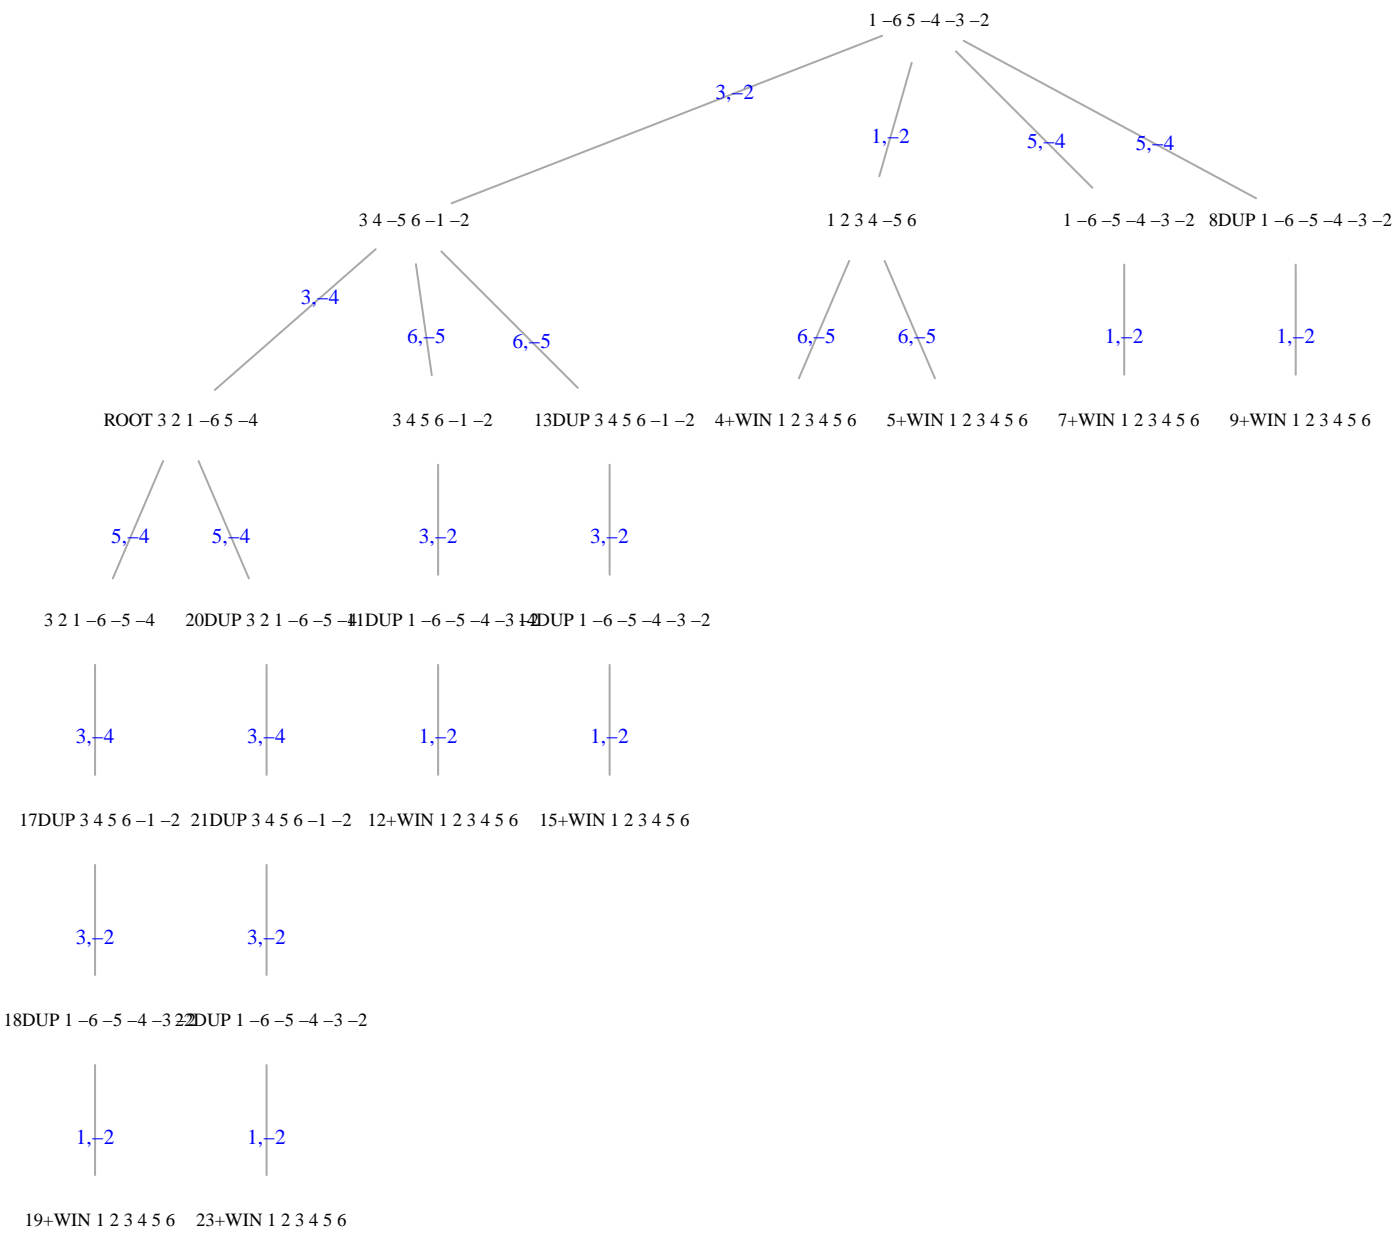 1 –6 5 –4 –3 –2
3,–2
1,–2
5,–4
5,–4
3 4 –5 6 –1 –2
1 2 3 4 –5 6
1 –6 –5 –4 –3 –2
8DUP 1 –6 –5 –4 –3 –2
3,–4
6,–5
6,–5
6,–5
6,–5
1,–2
1,–2
ROOT 3 2 1 –6 5 –4
3 4 5 6 –1 –2
13DUP 3 4 5 6 –1 –2
4+WIN 1 2 3 4 5 6
5+WIN 1 2 3 4 5 6
7+WIN 1 2 3 4 5 6
9+WIN 1 2 3 4 5 6
5,–4
5,–4
3,–2
3,–2
3 2 1 –6 –5 –4
20DUP 3 2 1 –6 –5 –4
11DUP 1 –6 –5 –4 –3 –2
14DUP 1 –6 –5 –4 –3 –2
3,–4
3,–4
1,–2
1,–2
17DUP 3 4 5 6 –1 –2
21DUP 3 4 5 6 –1 –2
12+WIN 1 2 3 4 5 6
15+WIN 1 2 3 4 5 6
3,–2
3,–2
18DUP 1 –6 –5 –4 –3 –2
22DUP 1 –6 –5 –4 –3 –2
1,–2
1,–2
19+WIN 1 2 3 4 5 6
23+WIN 1 2 3 4 5 6